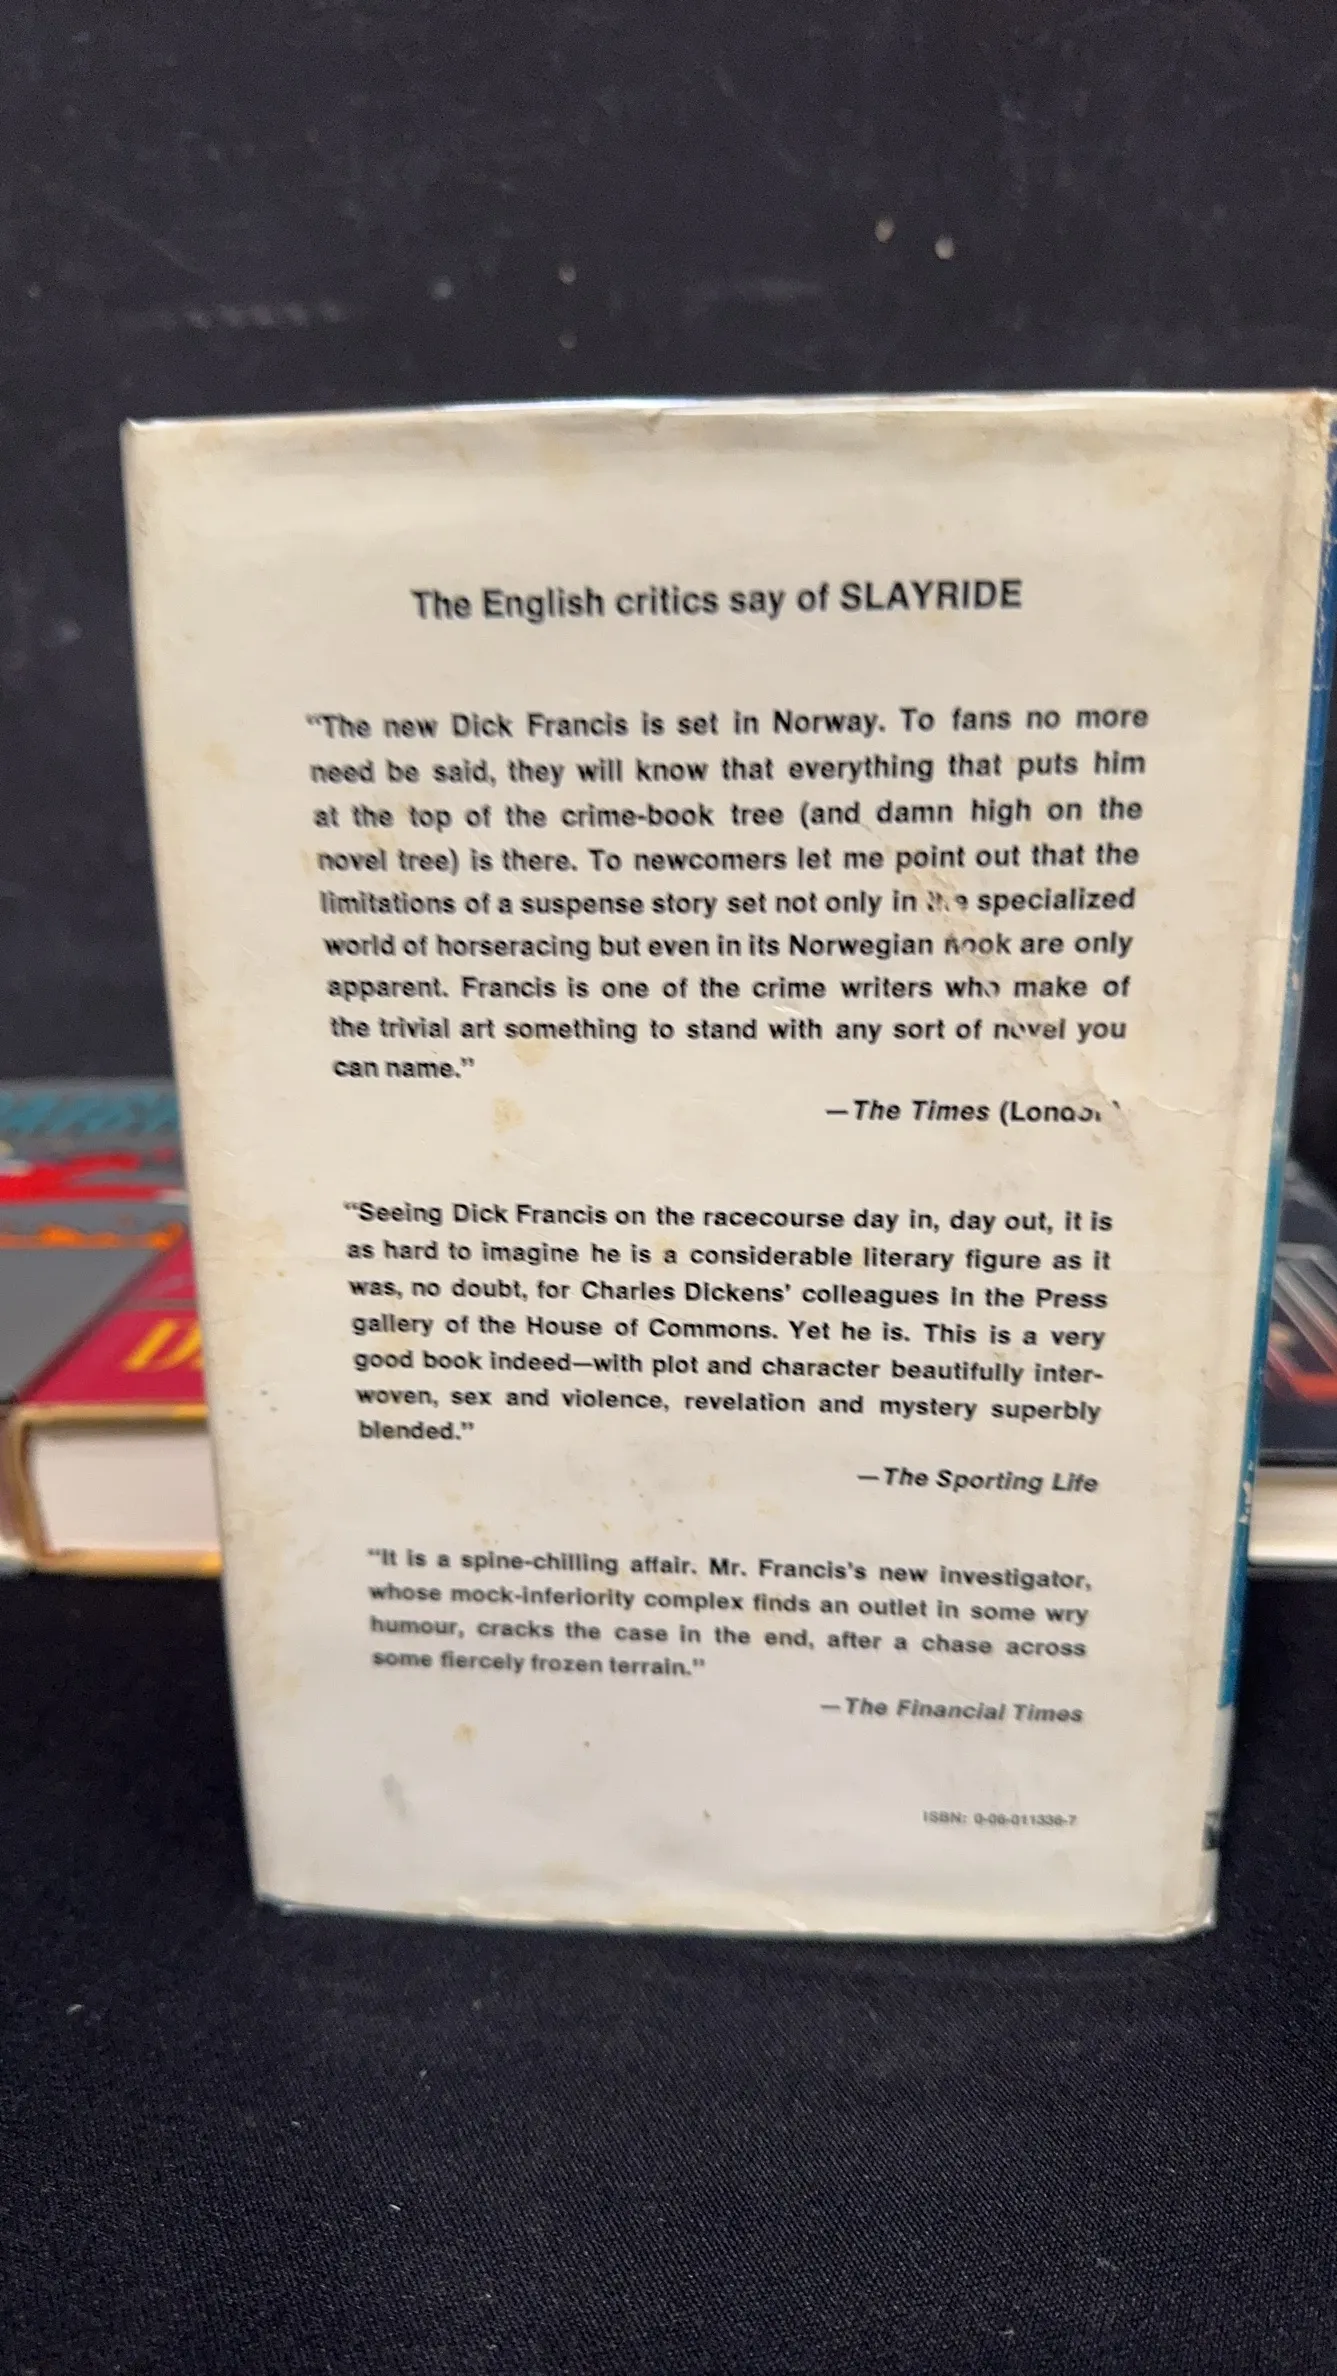 The English critics say of SLAYRIDE
“The new Dick Francis is set in Norway. To fans no more
need be said, they will know that everything that puts him
at the top of the crime-book tree (and damn high on the
novel tree) is there. To newcomers let me point out that the
limitations of a suspense story set not only in the specialized
world of horseracing but even in its Norwegian nook are only
apparent. Francis is one of the crime writers who make of
the trivial art something to stand with any sort of novel you
can name.”
—The Times (London)
“Seeing Dick Francis on the racecourse day in, day out, it is
as hard to imagine he is a considerable literary figure as it
was, no doubt, for Charles Dickens’ colleagues in the Press
gallery of the House of Commons. Yet he is. This is a very
good book indeed—with plot and character beautifully inter-
woven, sex and violence, revelation and mystery superbly
blended.”
—The Sporting Life
“It is a spine-chilling affair. Mr. Francis’s new investigator,
whose mock-inferiority complex finds an outlet in some wry
humour, cracks the case in the end, after a chase across
some fiercely frozen terrain.”
—The Financial Times
ISBN: 0-06-011336-7